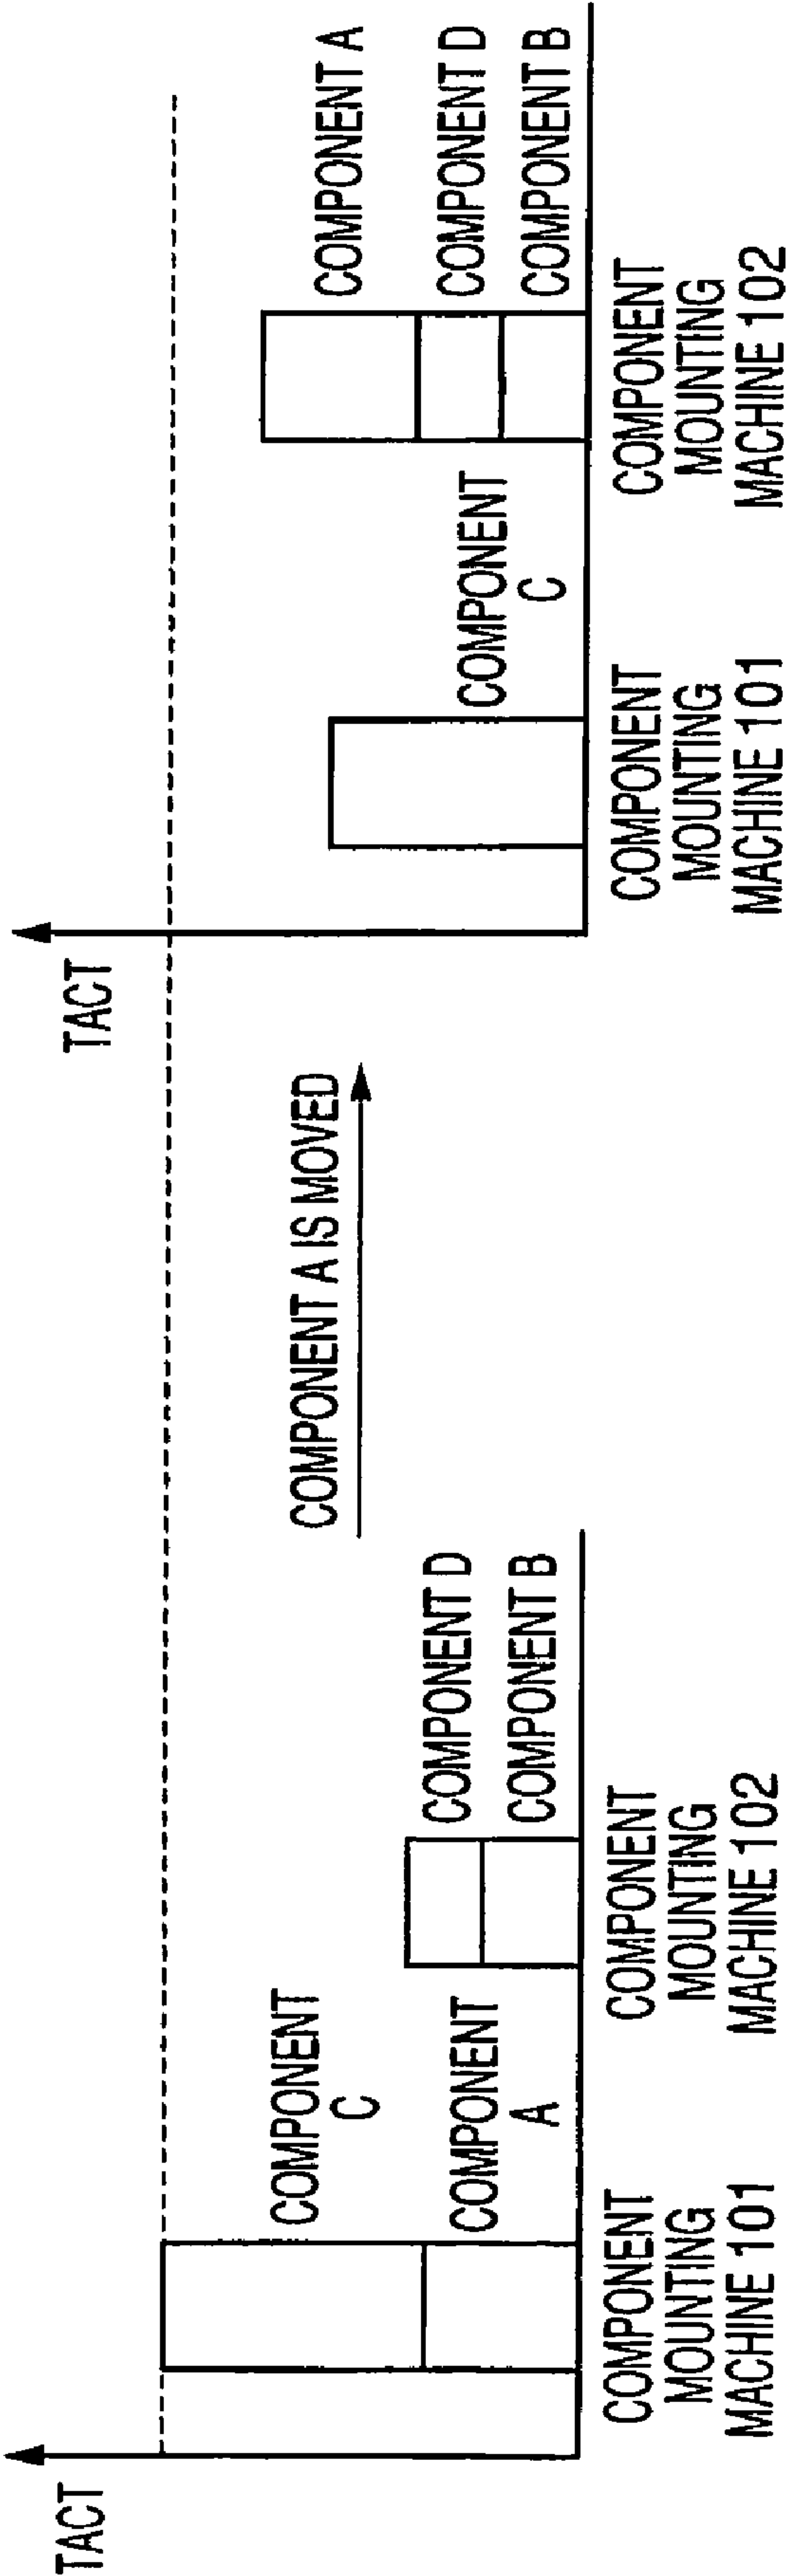 TACT
COMPONENT
C
COMPONENT
A
COMPONENT D
COMPONENT B
COMPONENT
MOUNTING
MACHINE 101
COMPONENT
MOUNTING
MACHINE 102
COMPONENT A IS MOVED
TACT
COMPONENT
C
COMPONENT A
COMPONENT D
COMPONENT B
COMPONENT
MOUNTING
MACHINE 101
COMPONENT
MOUNTING
MACHINE 102